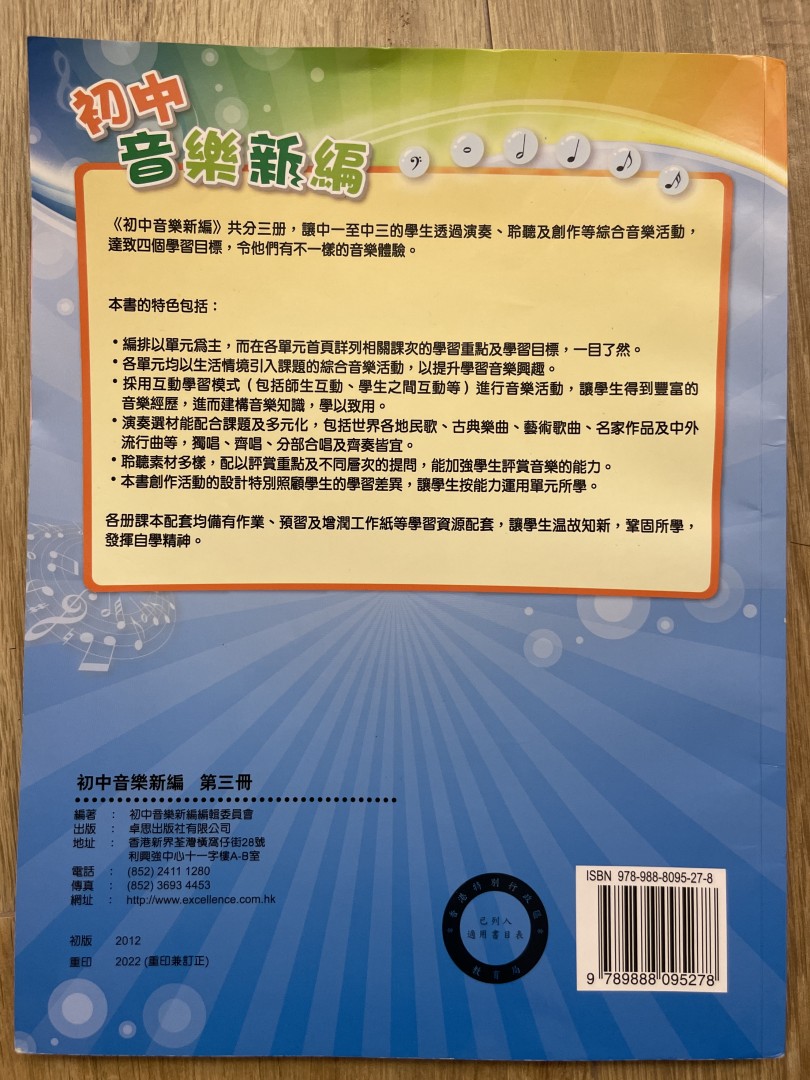 初中
音樂新編
《初中音樂新編》共分三册，讓中一至中三的學生透過演奏、聆聽及創作等綜合音樂活動，
達致四個學習目標，令他們有不一樣的音樂體驗。
本書的特色包括：
•編排以單元為主，而在各單元首頁詳列相關課次的學習重點及學習目標，一目了然。
•各單元均以生活情境引入課題的綜合音樂活動，以提升學習音樂興趣。
•採用互動學習模式（包括師生互動、學生之間互動等）進行音樂活動，讓學生得到豐富的
音樂經歷，進而建構音樂知識，學以致用。
•演奏選材能配合課題及多元化，包括世界各地民歌、古典樂曲、藝術歌曲、名家作品及中外
流行曲等，獨唱、齊唱、分部合唱及齊奏皆宜。
•聆聽素材多樣，配以評賞重點及不同層次的提問，能加強學生評賞音樂的能力。
•本書創作活動的設計特別照顧學生的學習差異，讓學生按能力運用單元所學。
各册課本配套均備有作業、預習及增潤工作紙等學習資源配套，讓學生温故知新，鞏固所學，
發揮自學精神。
初中音樂新編 第三冊
編著 ： 初中音樂新編編輯委員會
出版 ： 卓思出版社有限公司
地址 ： 香港新界荃灣橫窩仔街28號
利興強中心十一字樓A-B室
電話 ： (852) 2411 1280
傳真 ： (852) 3693 4453
網址 ： http://www.excellence.com.hk
初版 2012
重印 2022 (重印兼訂正)
香港特別行政區
已列入
適用書目表
教育局
ISBN 978-988-8095-27-8
9 789888 095278